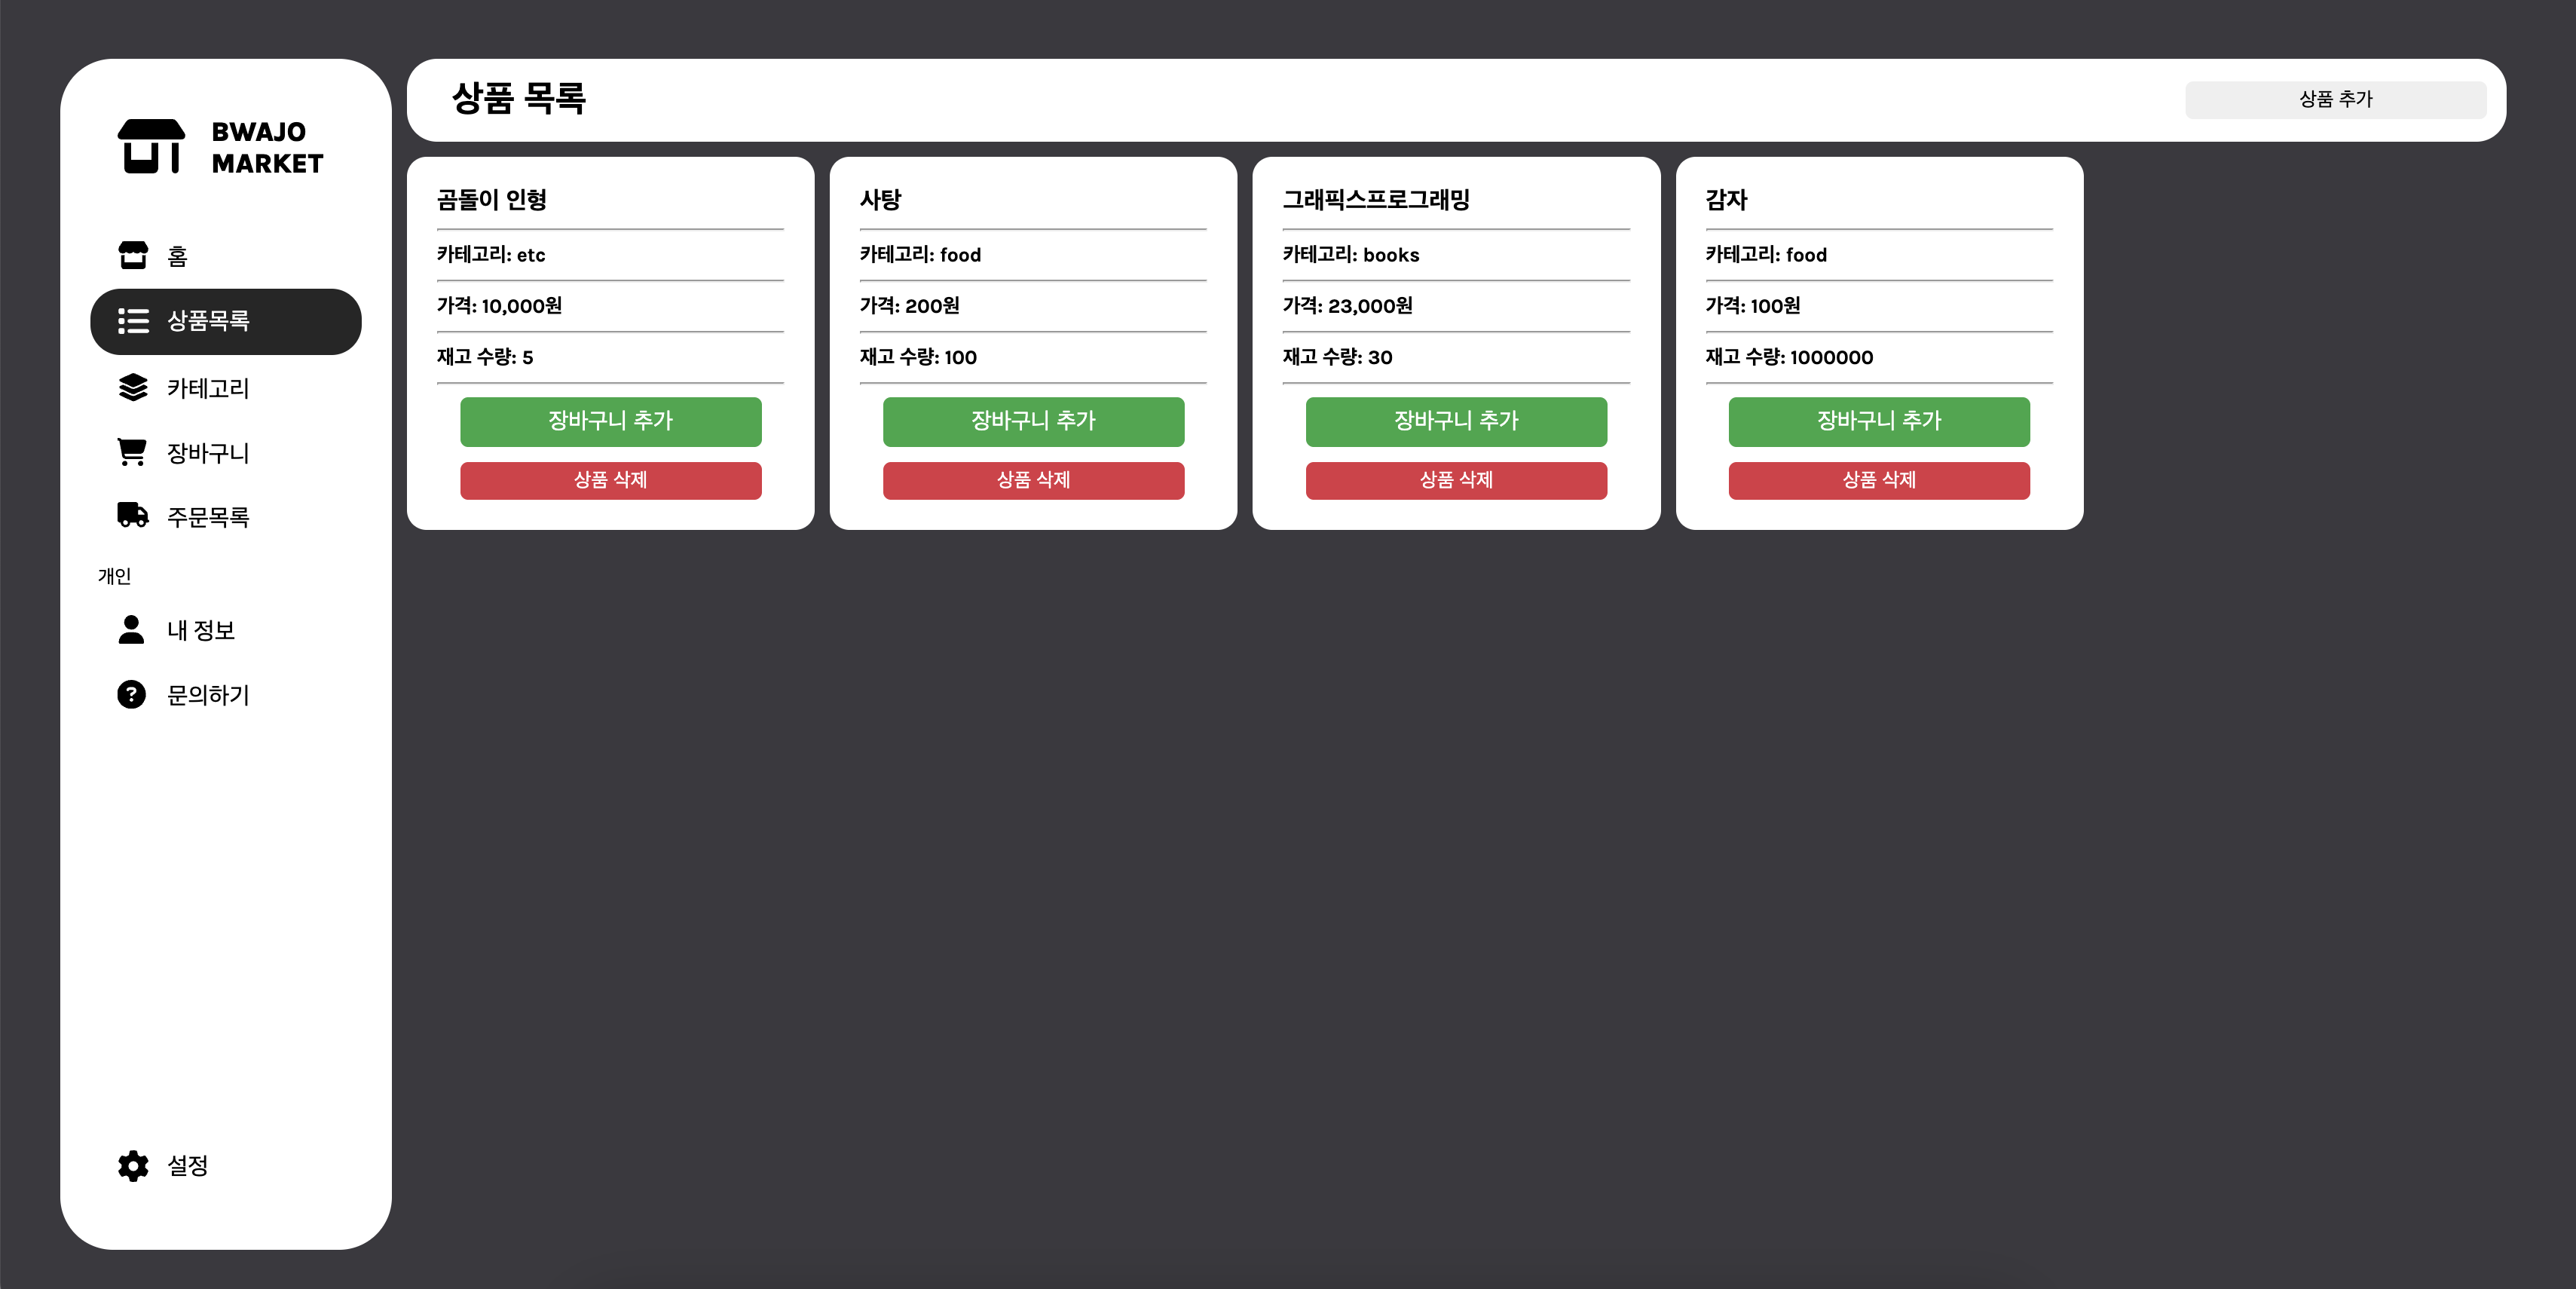 BWAJO
MARKET
홈
상품목록
카테고리
장바구니
주문목록
개인
내 정보
문의하기
설정
상품 목록
상품 추가
곰돌이 인형
카테고리: etc
가격: 10,000원
재고 수량: 5
장바구니 추가
상품 삭제
사탕
카테고리: food
가격: 200원
재고 수량: 100
장바구니 추가
상품 삭제
그래픽스프로그래밍
카테고리: books
가격: 23,000원
재고 수량: 30
장바구니 추가
상품 삭제
감자
카테고리: food
가격: 100원
재고 수량: 1000000
장바구니 추가
상품 삭제